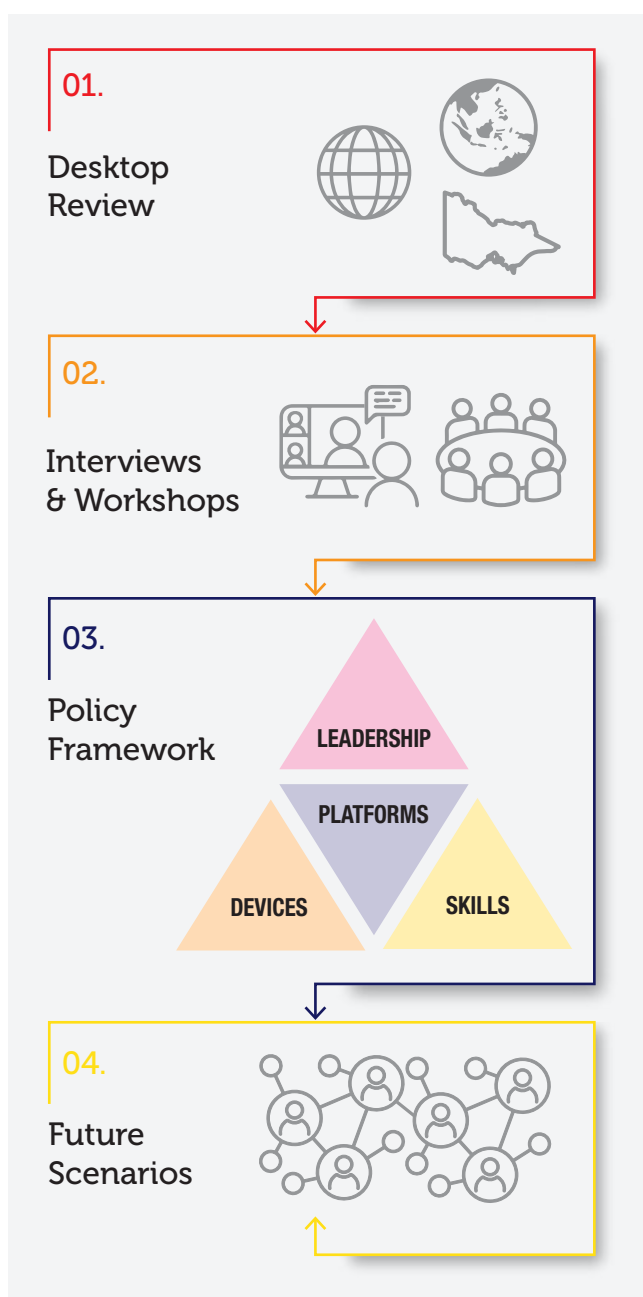 01.
Desktop
Review
02.
Interviews
& Workshops
03.
Policy
Framework
LEADERSHIP
PLATFORMS
DEVICES
SKILLS
04.
Future
Scenarios